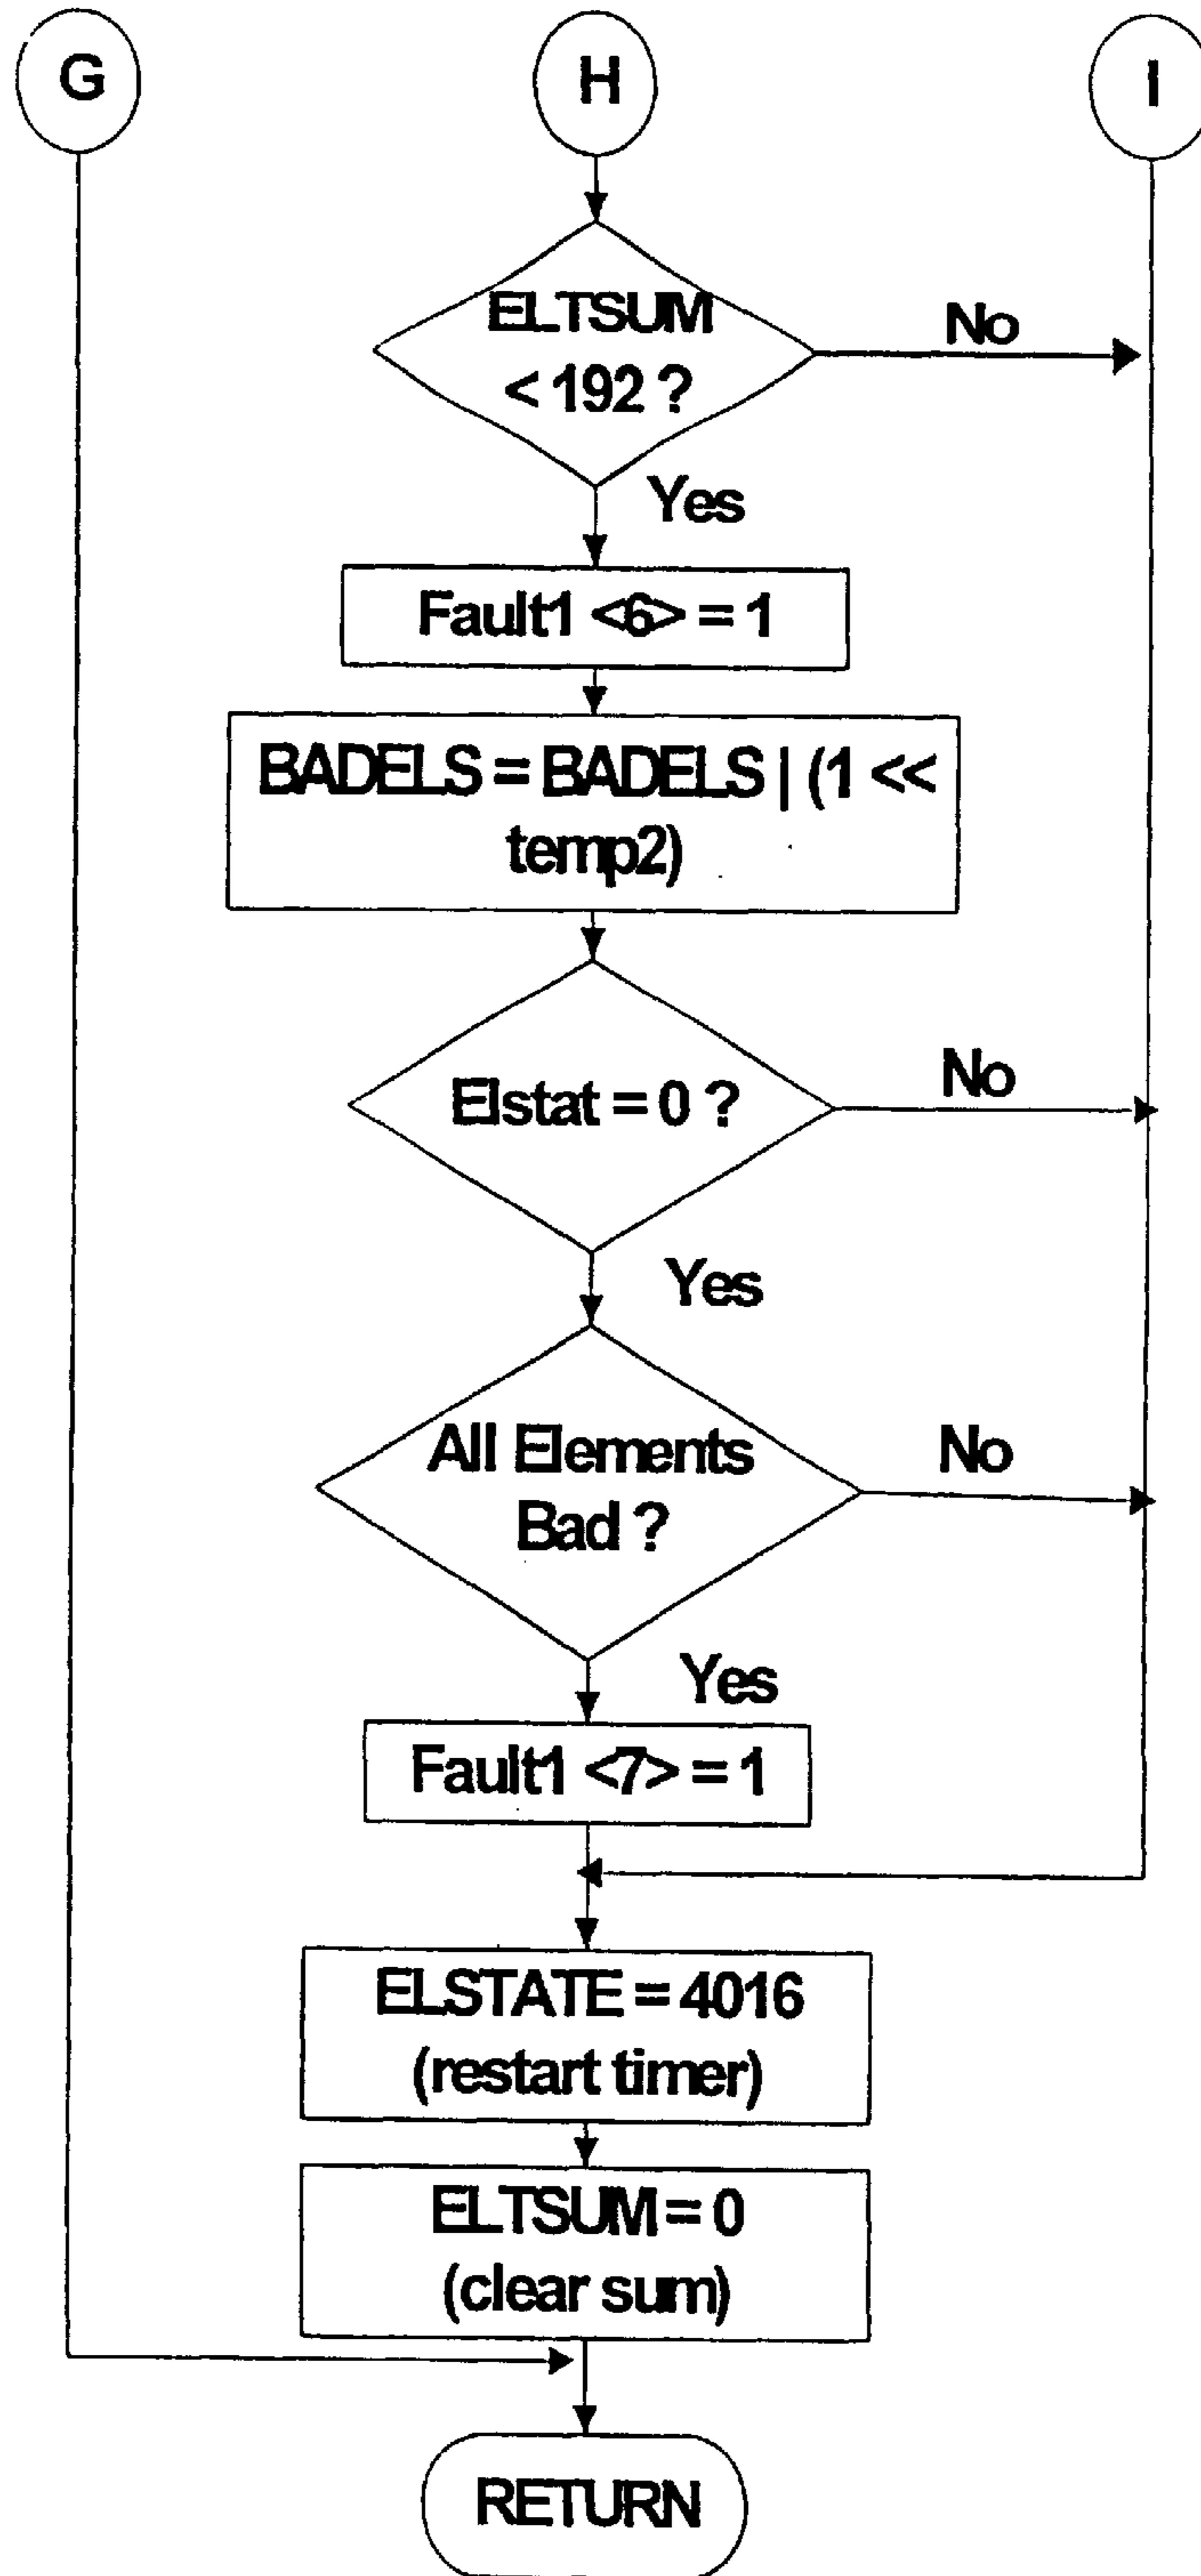 G
H
I
ELTSUM
< 192 ?
No
Yes
Fault1 <6> = 1
BADELS = BADELS | (1 <<
temp2)
Elstat = 0 ?
No
Yes
All Elements
Bad ?
No
Yes
Fault1 <7> = 1
ELSTATE = 4016
(restart timer)
ELTSUM = 0
(clear sum)
RETURN